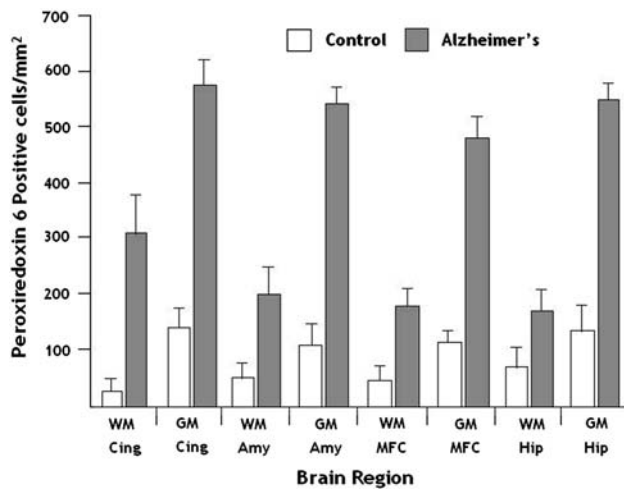 700
600
500
400
300
200
100
Peroxiredoxin 6 Positive cells/mm²
Control Alzheimer's
WM GM WM GM WM GM WM GM
Cing Cing Amy Amy MFC MFC Hip Hip
Brain Region